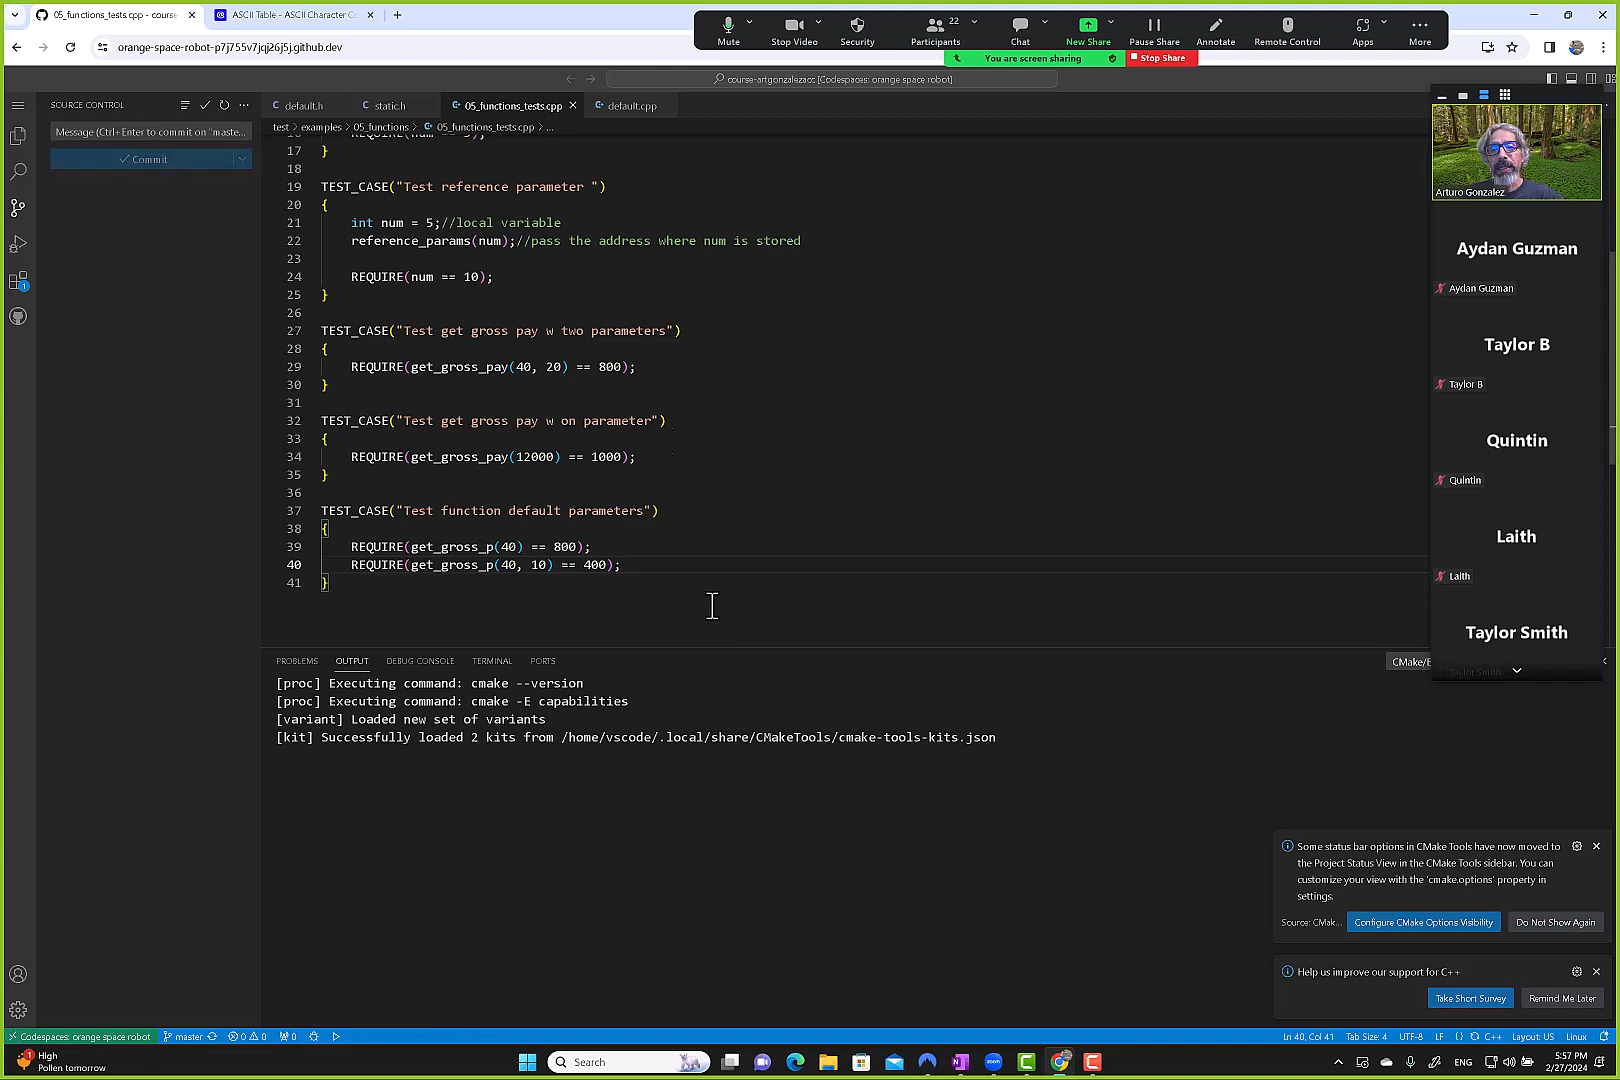 05_functions_tests.cpp - course
ASCII Table - ASCII Character Co
orange-space-robot-p7j755v7jqj26j5j.github.dev
Mute
Stop Video
Security
22
Participants
Chat
New Share
Pause Share
Annotate
Remote Control
Apps
More
You are screen sharing
Stop Share
course-artgonzalezacc [Codespaces: orange space robot]
SOURCE CONTROL
Message (Ctrl+Enter to commit on "maste...
Commit
C default.h
C static.h
05_functions_tests.cpp
default.cpp
test > examples > 05_functions > 05_functions_tests.cpp > ...
17 }
18
19 TEST_CASE("Test reference parameter ")
20 {
21 int num = 5;//local variable
22 reference_params(num);//pass the address where num is stored
23
24 REQUIRE(num == 10);
25 }
26
27 TEST_CASE("Test get gross pay w two parameters")
28 {
29 REQUIRE(get_gross_pay(40, 20) == 800);
30 }
31
32 TEST_CASE("Test get gross pay w on parameter")
33 {
34 REQUIRE(get_gross_pay(12000) == 1000);
35 }
36
37 TEST_CASE("Test function default parameters")
38 {
39 REQUIRE(get_gross_p(40) == 800);
40 REQUIRE(get_gross_p(40, 10) == 400);
41 }
Arturo Gonzalez
Aydan Guzman
Aydan Guzman
Taylor B
Taylor B
Quintin
Quintin
Laith
Laith
Taylor Smith
Taylor Smith
PROBLEMS
OUTPUT
DEBUG CONSOLE
TERMINAL
PORTS
CMake/B
[proc] Executing command: cmake --version
[proc] Executing command: cmake -E capabilities
[variant] Loaded new set of variants
[kit] Successfully loaded 2 kits from /home/vscode/.local/share/CMakeTools/cmake-tools-kits.json
Some status bar options in CMake Tools have now moved to
the Project Status View in the CMake Tools sidebar. You can
customize your view with the 'cmake.options' property in
settings.
Source: CMak...
Configure CMake Options Visibility
Do Not Show Again
Help us improve our support for C++
Take Short Survey
Remind Me Later
1
Codespaces: orange space robot
master
0 0
0
Ln 40, Col 41
Tab Size: 4
UTF-8
LF
{} C++
Layout: US
Linux
1
High
Pollen tomorrow
Search
ENG
5:57 PM
2/27/2024